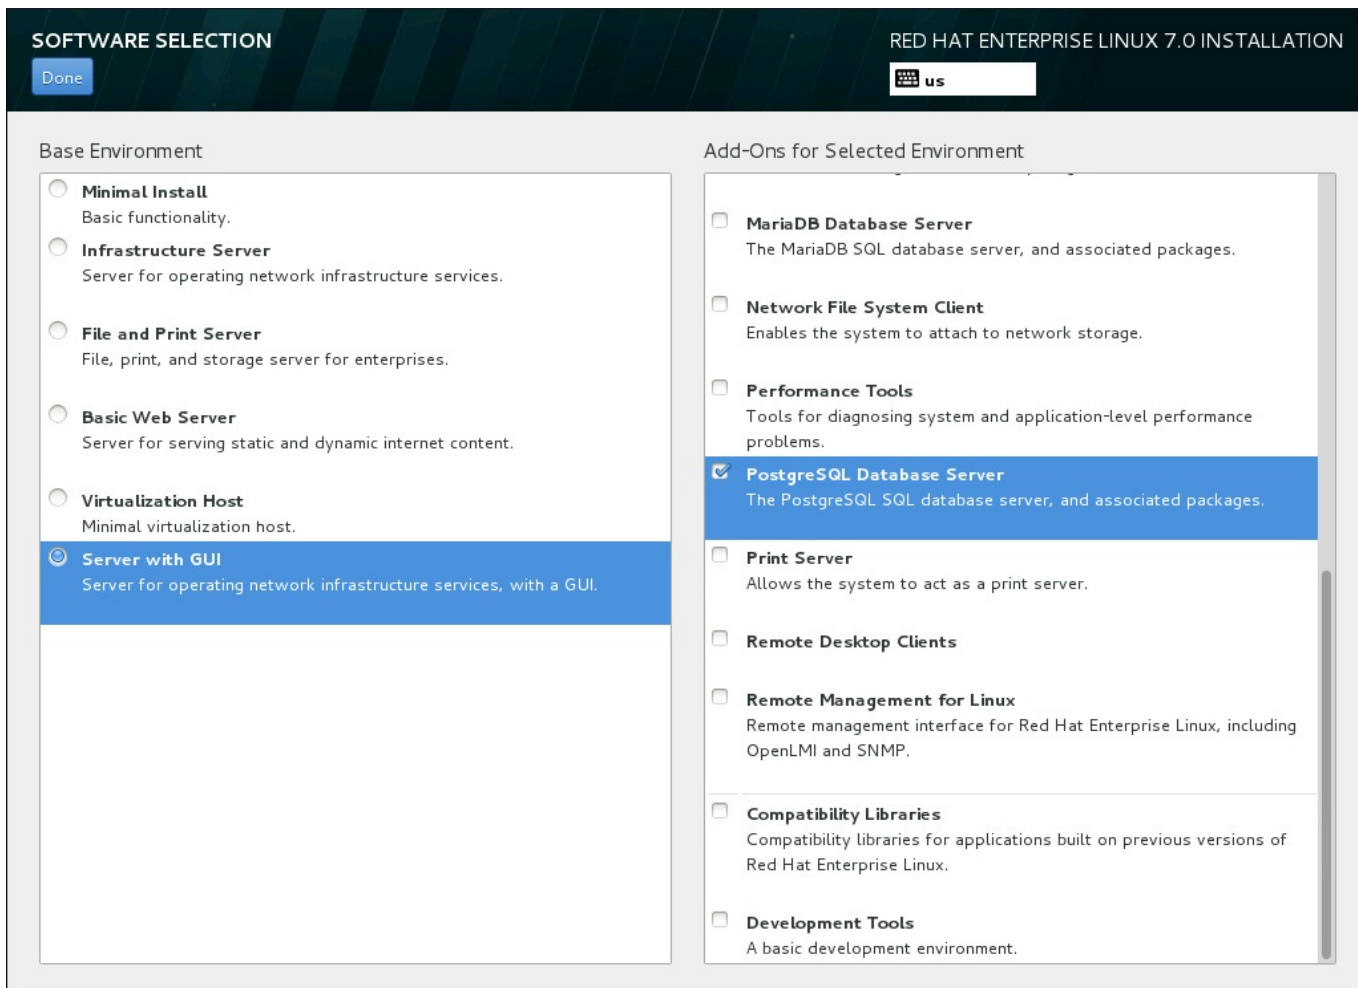 SOFTWARE SELECTION
Done
RED HAT ENTERPRISE LINUX 7.0 INSTALLATION
us
Base Environment
Minimal Install
Basic functionality.
Infrastructure Server
Server for operating network infrastructure services.
File and Print Server
File, print, and storage server for enterprises.
Basic Web Server
Server for serving static and dynamic internet content.
Virtualization Host
Minimal virtualization host.
Server with GUI
Server for operating network infrastructure services, with a GUI.
Add-Ons for Selected Environment
MariaDB Database Server
The MariaDB SQL database server, and associated packages.
Network File System Client
Enables the system to attach to network storage.
Performance Tools
Tools for diagnosing system and application-level performance
problems.
PostgreSQL Database Server
The PostgreSQL SQL database server, and associated packages.
Print Server
Allows the system to act as a print server.
Remote Desktop Clients
Remote Management for Linux
Remote management interface for Red Hat Enterprise Linux, including
OpenLMI and SNMP.
Compatibility Libraries
Compatibility libraries for applications built on previous versions of
Red Hat Enterprise Linux.
Development Tools
A basic development environment.